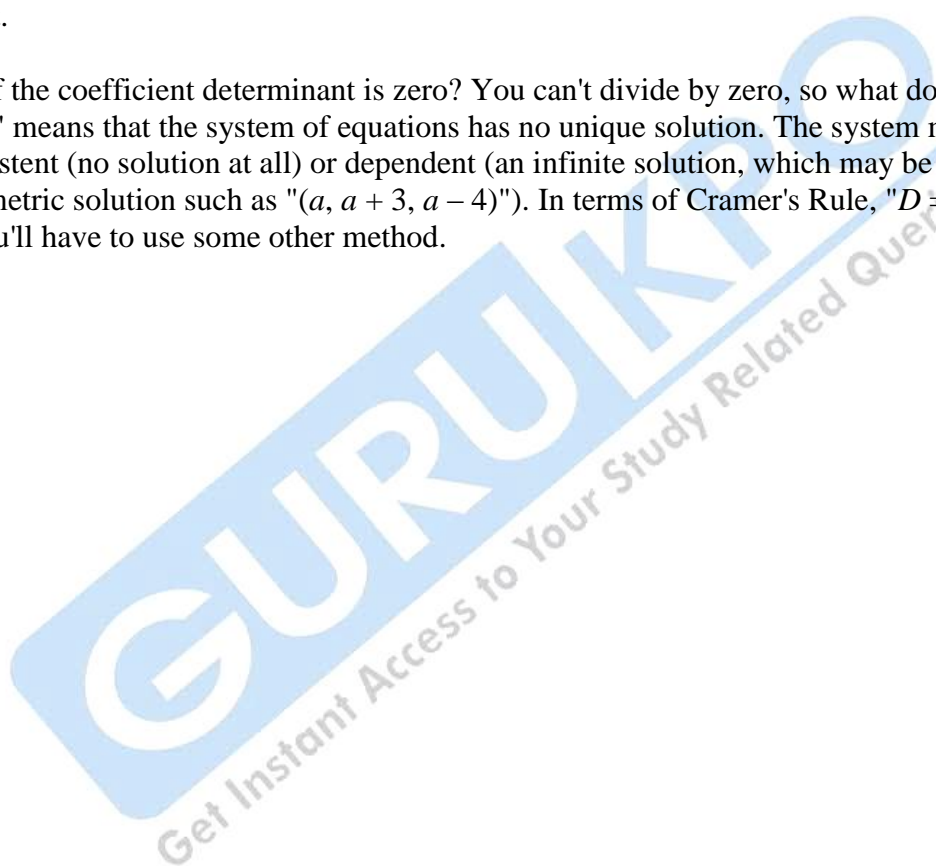 .
f the coefficient determinant is zero? You can't divide by zero, so what do
" means that the system of equations has no unique solution. The system
stent (no solution at all) or dependent (an infinite solution, which may be
netric solution such as "(a, a + 3, a – 4)"). In terms of Cramer's Rule, "D =
u'll have to use some other method.
GURUKPO
Get Instant Access to Your Study Related